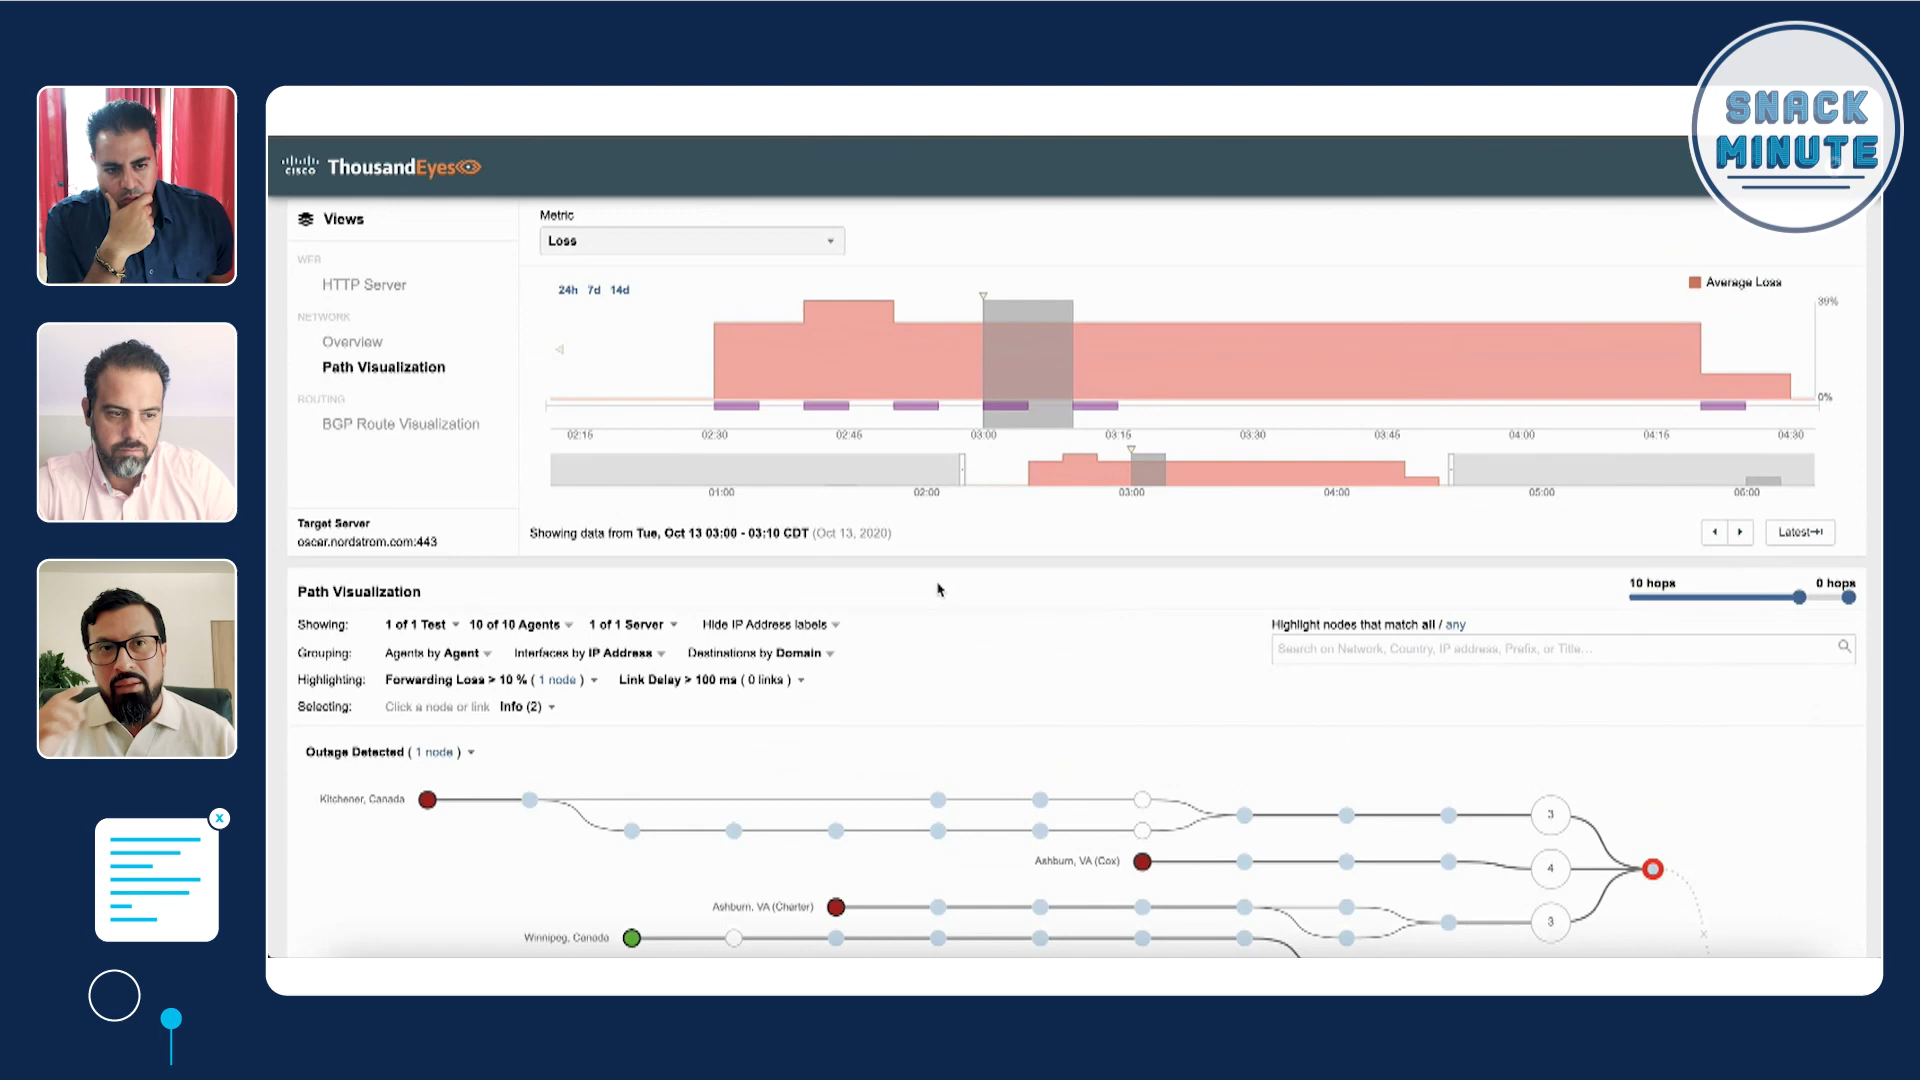 SNACK
MINUTE
cisco ThousandEyes
Views
WEB
HTTP Server
NETWORK
Overview
Path Visualization
ROUTING
BGP Route Visualization
Target Server
oscar.nordstrom.com:443
Metric
Loss
24h 7d 14d
Average Loss
39%
0%
02:15 02:30 02:45 03:00 03:15 03:30 03:45 04:00 04:15 04:30
01:00 02:00 03:00 04:00 05:00 06:00
Showing data from Tue, Oct 13 03:00 - 03:10 CDT (Oct 13, 2020)
Latest
Path Visualization
10 hops 0 hops
Showing: 1 of 1 Test 10 of 10 Agents 1 of 1 Server Hide IP Address labels
Highlight nodes that match all / any
Grouping: Agents by Agent Interfaces by IP Address Destinations by Domain
Search on Network, Country, IP address, Prefix, or Title...
Highlighting: Forwarding Loss > 10 % ( 1 node ) Link Delay > 100 ms ( 0 links )
Selecting: Click a node or link Info (2)
Outage Detected ( 1 node )
Kitchener, Canada
3
Ashburn, VA (Cox)
4
Ashburn, VA (Charter)
3
Winnipeg, Canada
x